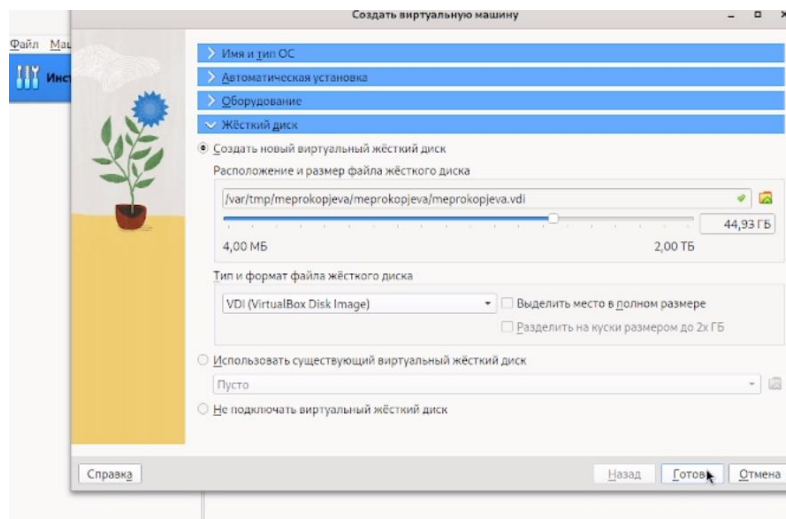 Создать виртуальную машину
Файл Маш
Инст
Имя и тип ОС
Автоматическая установка
Оборудование
Жёсткий диск
Создать новый виртуальный жёсткий диск
Расположение и размер файла жёсткого диска
/var/tmp/meprokopjeva/meprokopjeva/meprokopjeva.vdi
44,93 ГБ
4,00 МБ 2,00 ТБ
Тип и формат файла жёсткого диска
VDI (VirtualBox Disk Image) Выделить место в полном размере
Разделить на куски размером до 2х ГБ
Использовать существующий виртуальный жёсткий диск
Пусто
Не подключать виртуальный жёсткий диск
Справка Назад Готово Отмена